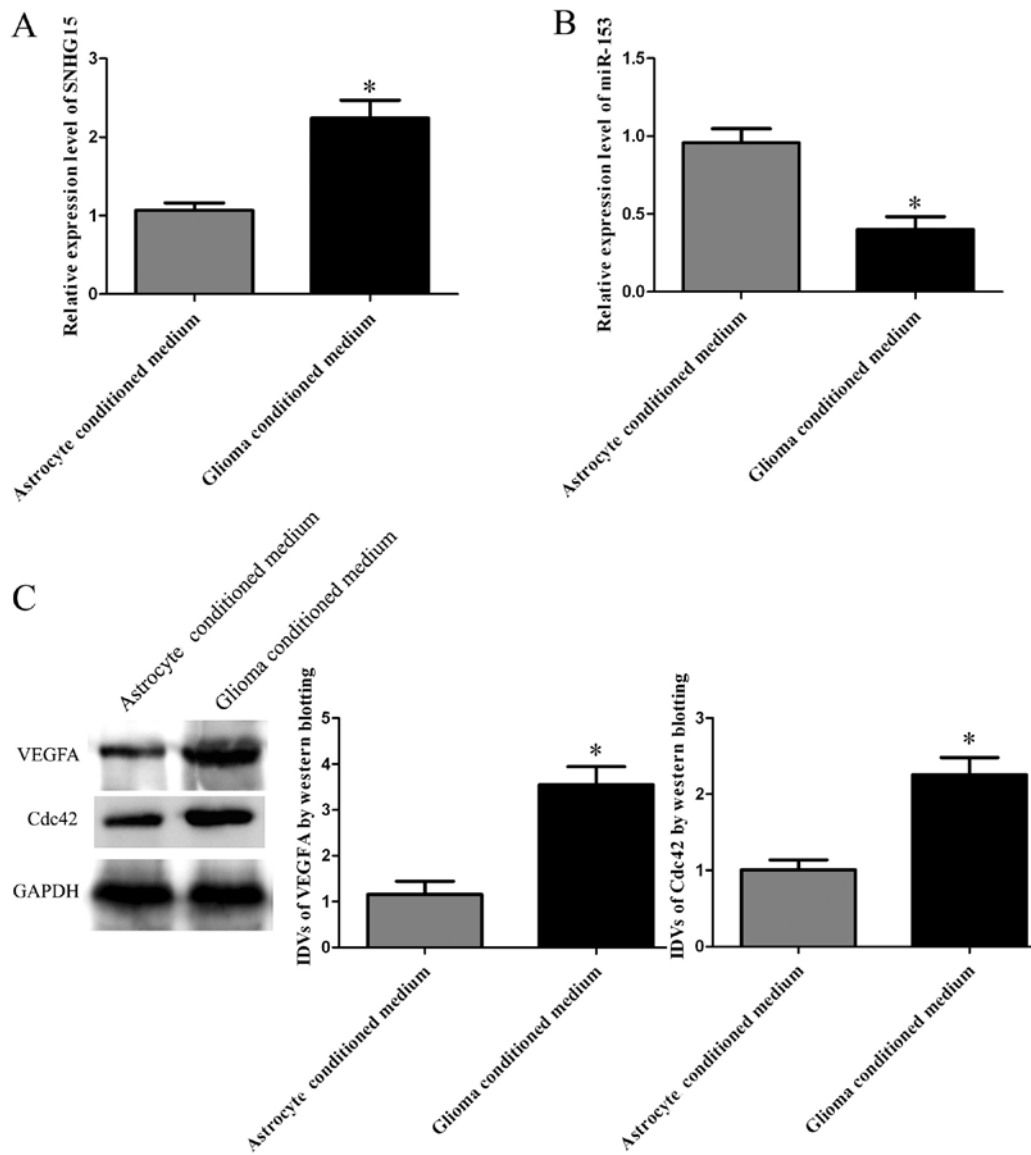 A
Relative expression level of SNHG15
3
2
1
0
*
Astrocyte conditioned medium
Glioma conditioned medium
B
Relative expression level of miR-153
1.5
1.0
0.5
0.0
*
Astrocyte conditioned medium
Glioma conditioned medium
C
Astrocyte conditioned medium
Glioma conditioned medium
VEGFA
Cdc42
GAPDH
IDVs of VEGFA by western blotting
5
4
3
2
1
0
*
Astrocyte conditioned medium
Glioma conditioned medium
IDVs of Cdc42 by western blotting
3
2
1
0
*
Astrocyte conditioned medium
Glioma conditioned medium